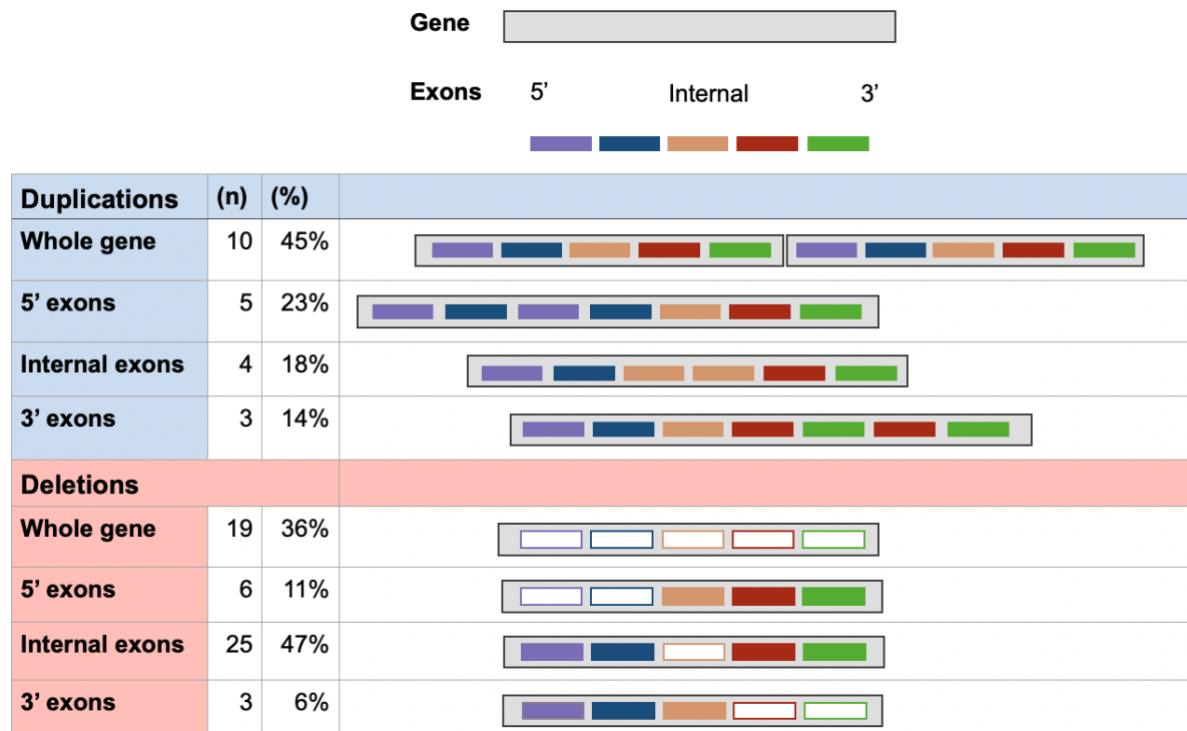 Gene
Exons 5’ Internal 3’
Duplications (n) (%)
Whole gene 10 45%
5’ exons 5 23%
Internal exons 4 18%
3’ exons 3 14%
Deletions
Whole gene 19 36%
5’ exons 6 11%
Internal exons 25 47%
3’ exons 3 6%